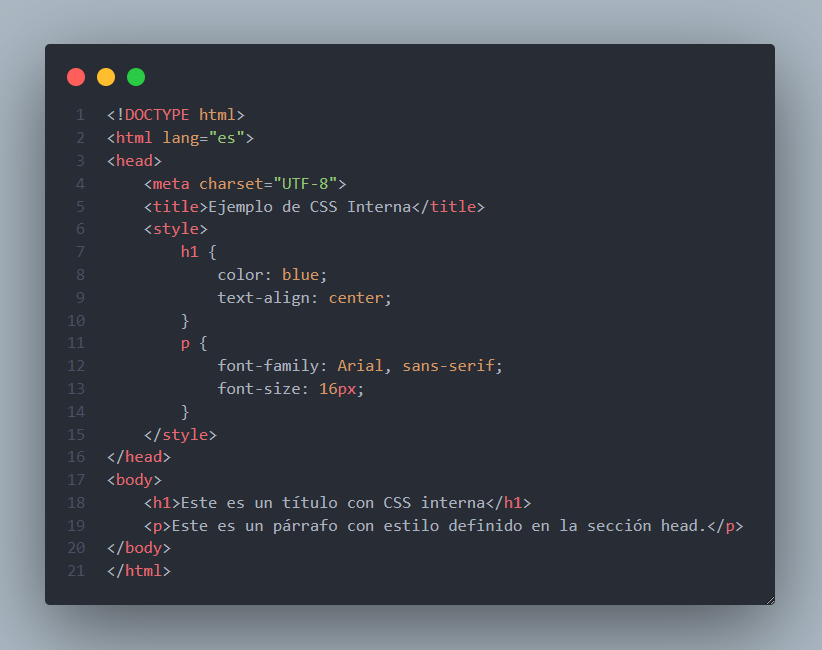 1 <!DOCTYPE html>
2 <html lang="es">
3 <head>
4     <meta charset="UTF-8">
5     <title>Ejemplo de CSS Interna</title>
6     <style>
7         h1 {
8             color: blue;
9             text-align: center;
10         }
11         p {
12             font-family: Arial, sans-serif;
13             font-size: 16px;
14         }
15     </style>
16 </head>
17 <body>
18     <h1>Este es un título con CSS interna</h1>
19     <p>Este es un párrafo con estilo definido en la sección head.</p>
20 </body>
21 </html>